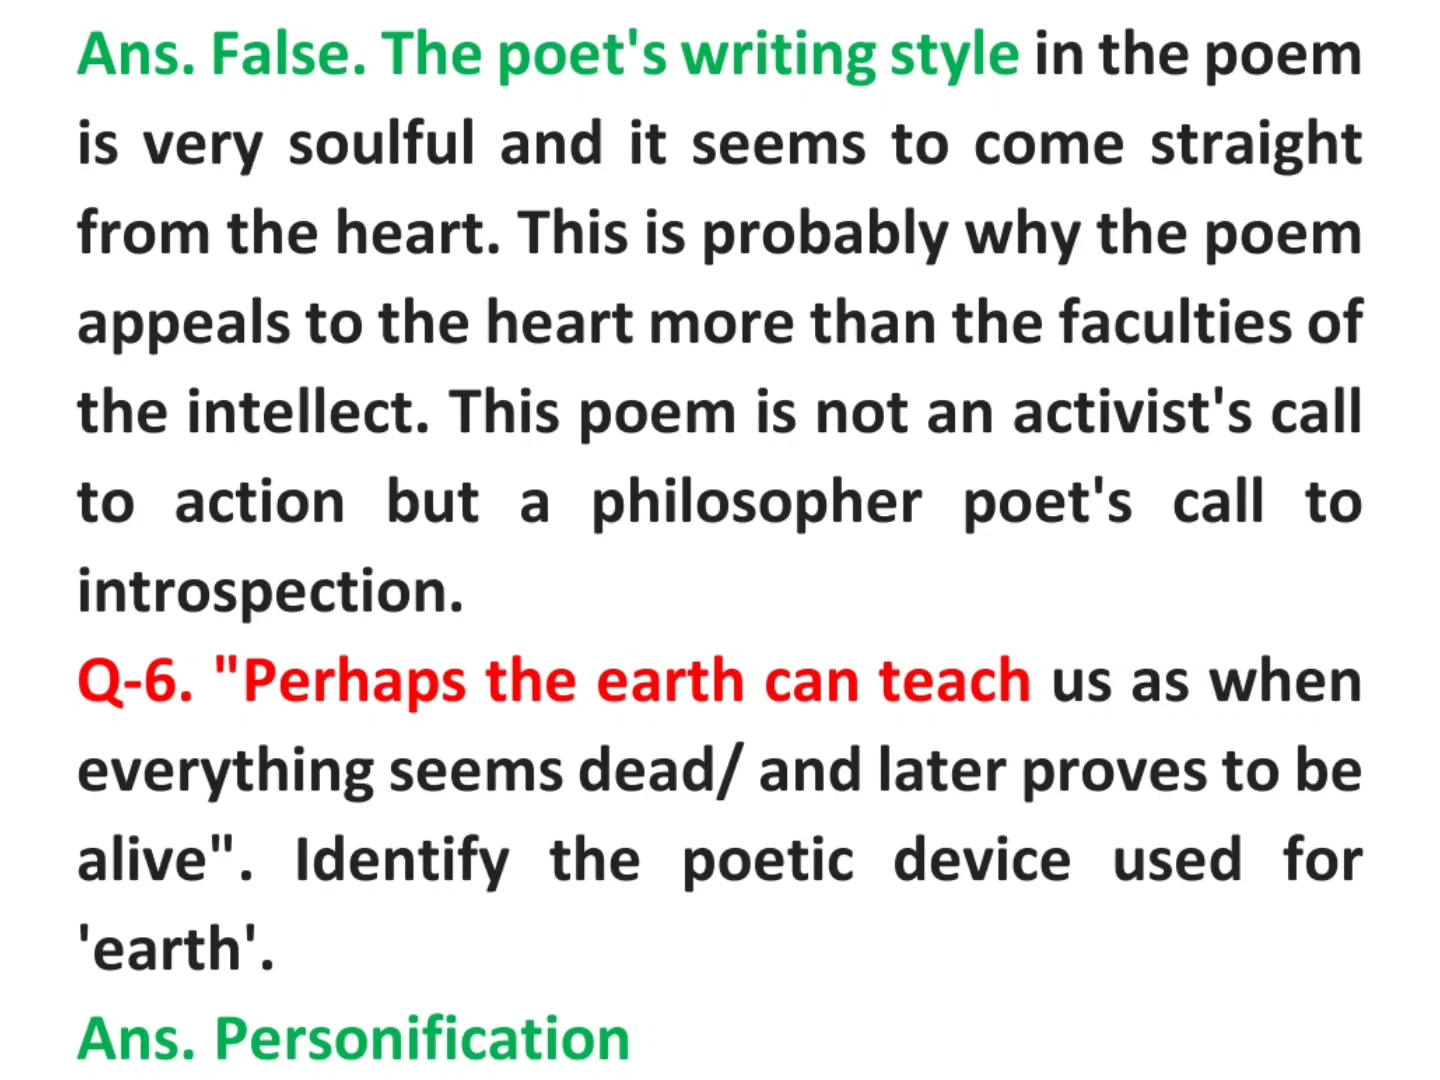 Ans. False. The poet's writing style in the poem
is very soulful and it seems to come straight
from the heart. This is probably why the poem
appeals to the heart more than the faculties of
the intellect. This poem is not an activist's call
to action but a philosopher poet's call to
introspection.
Q-6. "Perhaps the earth can teach us as when
everything seems dead/ and later proves to be
alive". Identify the poetic device used for
'earth'.
Ans. Personification